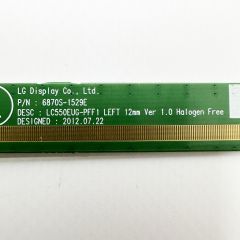 LG Display Co., Ltd.
P/N : 6870S-1529E
DESC : LC550EUG-PFF1 LEFT 12mm Ver 1.0 Halogen Free
DESIGNED : 2012.07.22